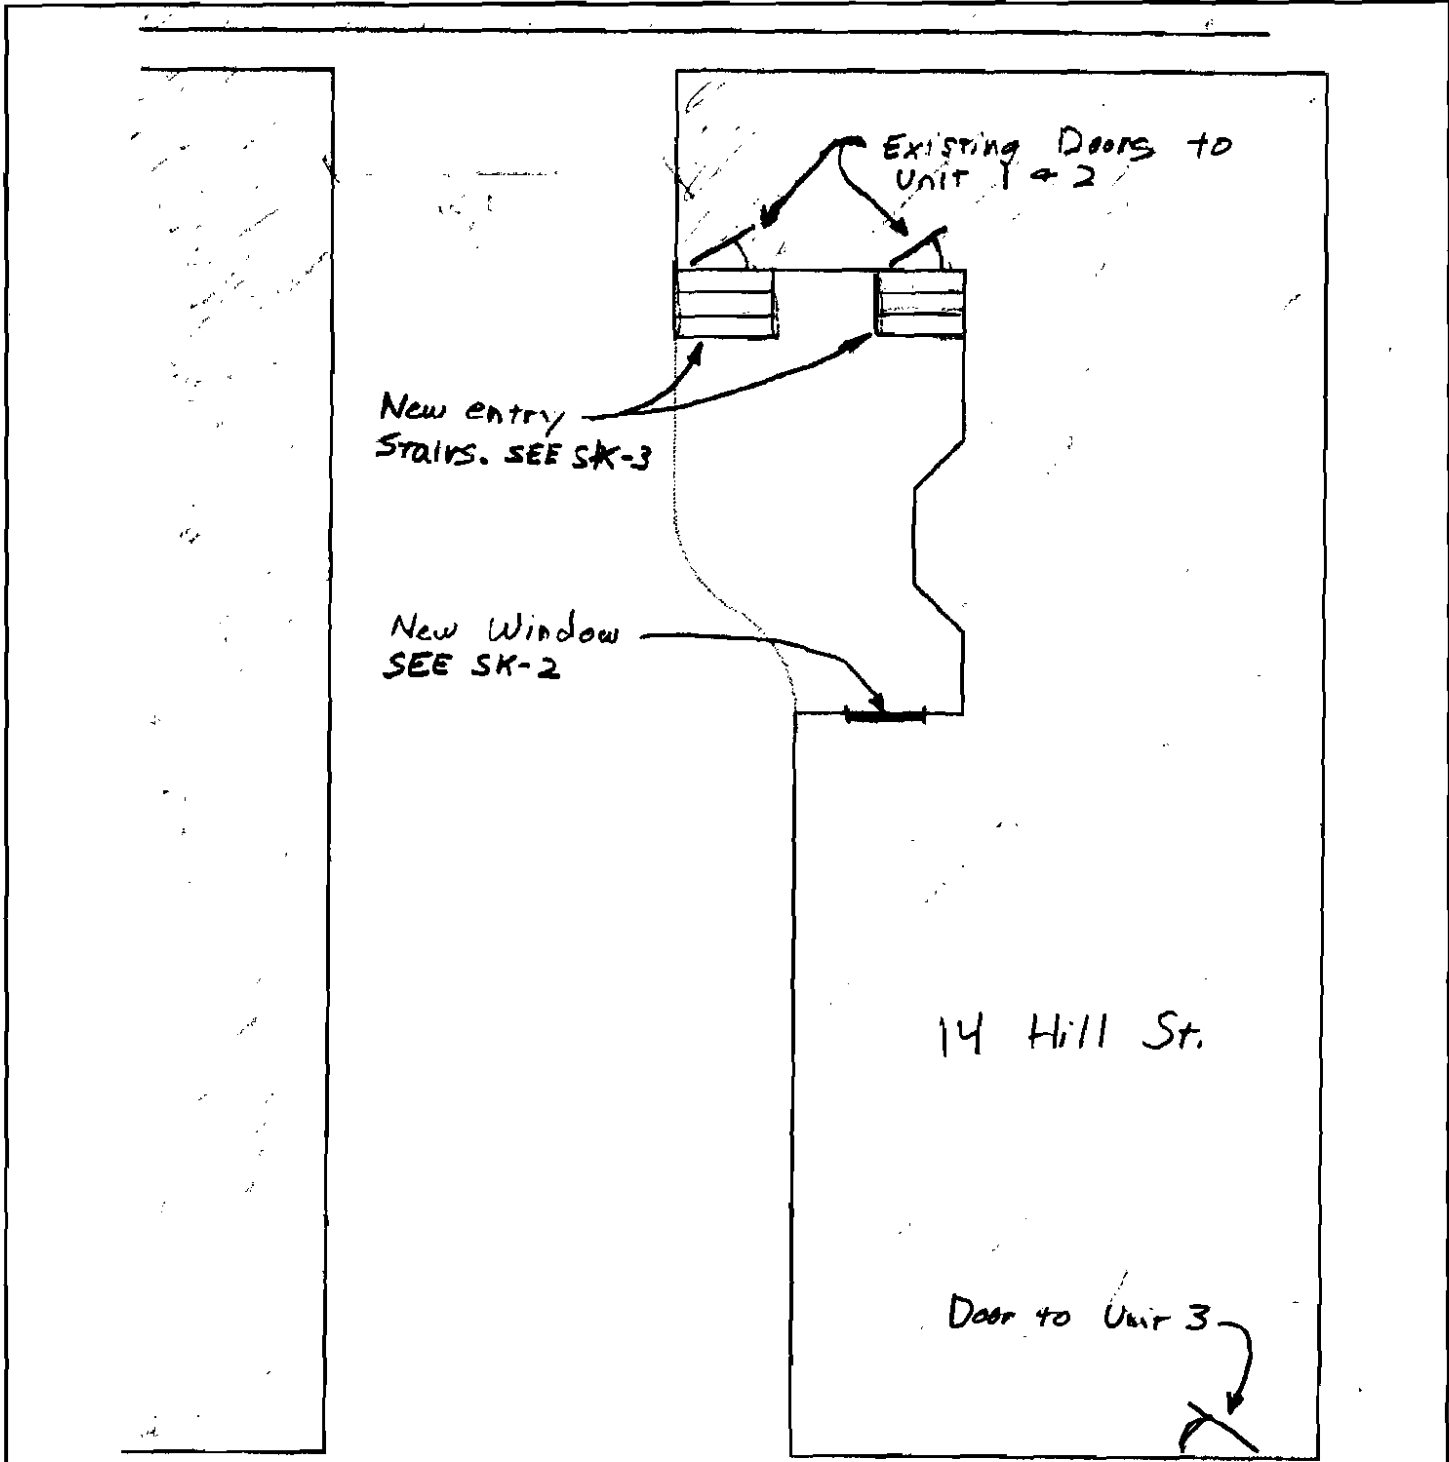 Existing Doors to
Unit 1 & 2
New entry
Stairs. SEE SK-3
New Window
SEE SK-2
14 Hill St.
Door to Unit 3